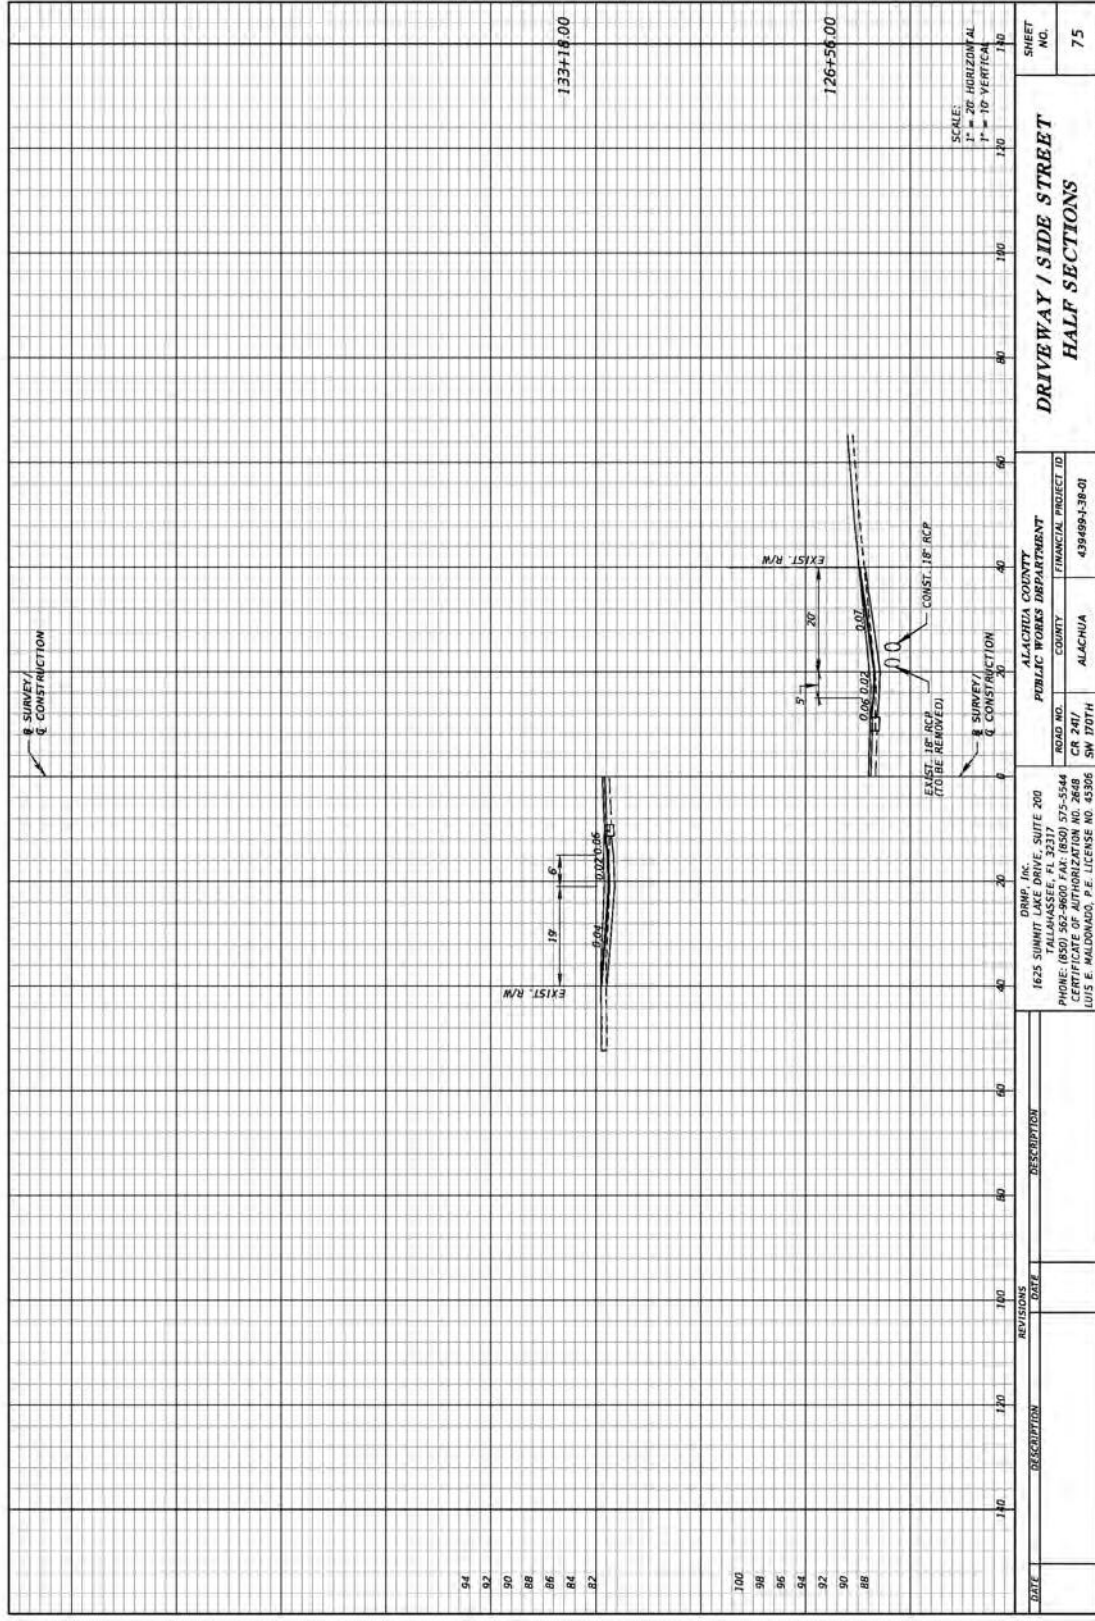 ℄ SURVEY/
℄ CONSTRUCTION
94
92
90
88
86
84
82
EXIST. R/W
19'
6'
0.04
0.02
0.06
133+18.00
100
98
96
94
92
90
88
EXIST. R/W
5'
20'
0.06
0.02
0.07
EXIST. 18" RCP
(TO BE REMOVED)
CONST. 18" RCP
℄ SURVEY/
℄ CONSTRUCTION
126+56.00
SCALE:
1" = 20' HORIZONTAL
1" = 10' VERTICAL
140 120 100 80 60 40 20 0 20 40 60 80 100 120 140
REVISIONS
DATE DESCRIPTION DATE DESCRIPTION
DRMP, Inc.
1625 SUMMIT LAKE DRIVE, SUITE 200
TALLAHASSEE, FL 32317
PHONE: (850) 562-9600 FAX: (850) 575-5544
CERTIFICATE OF AUTHORIZATION NO. 2648
LUIS E. MALDONADO, P.E. LICENSE NO. 45306
ALACHUA COUNTY
PUBLIC WORKS DEPARTMENT
ROAD NO. COUNTY FINANCIAL PROJECT ID
CR 241/
SW 170TH
ALACHUA
439499-1-38-01
DRIVEWAY / SIDE STREET
HALF SECTIONS
SHEET
NO.
75